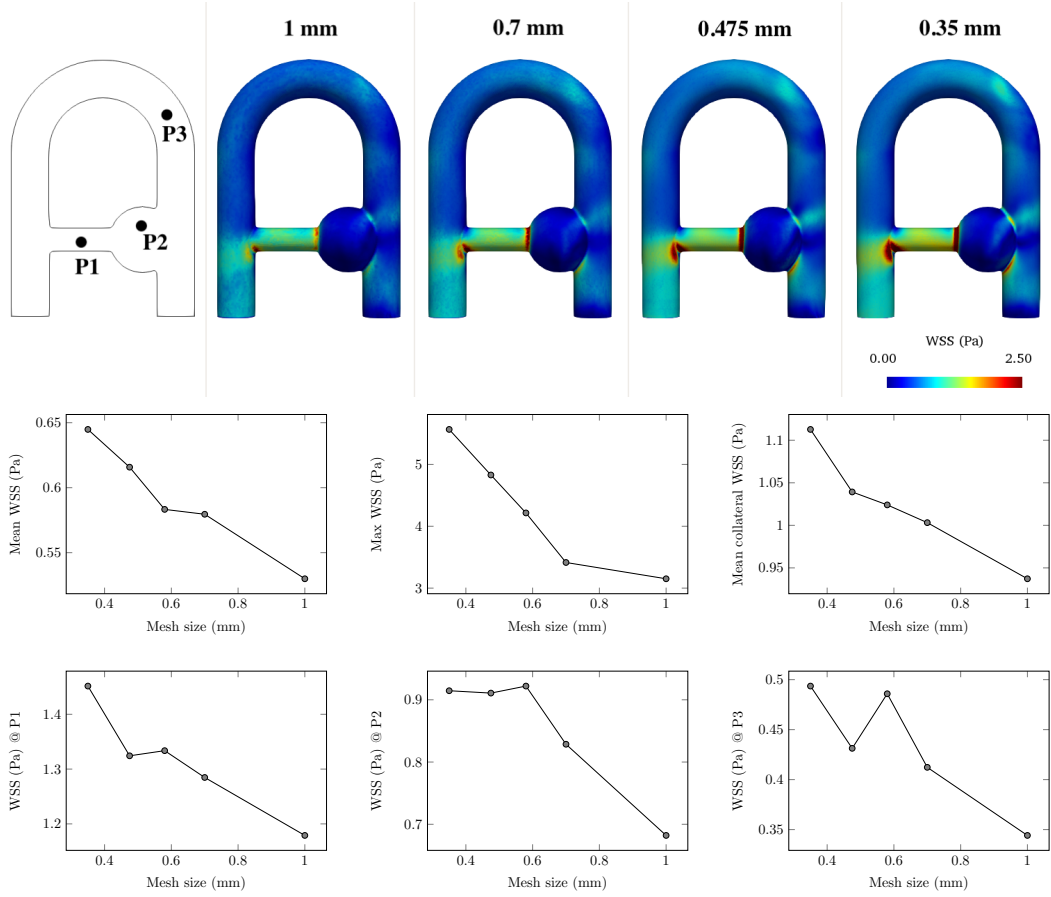 1 mm
0.7 mm
0.475 mm
0.35 mm
P3
P2
P1
WSS (Pa)
0.00 2.50
0.65
0.6
0.55
Mean WSS (Pa)
0.4 0.6 0.8 1
Mesh size (mm)
5
4
3
Max WSS (Pa)
0.4 0.6 0.8 1
Mesh size (mm)
1.1
1.05
1
0.95
Mean collateral WSS (Pa)
0.4 0.6 0.8 1
Mesh size (mm)
1.4
1.3
1.2
WSS (Pa) @ P1
0.4 0.6 0.8 1
Mesh size (mm)
0.9
0.8
0.7
WSS (Pa) @ P2
0.4 0.6 0.8 1
Mesh size (mm)
0.5
0.45
0.4
0.35
WSS (Pa) @ P3
0.4 0.6 0.8 1
Mesh size (mm)